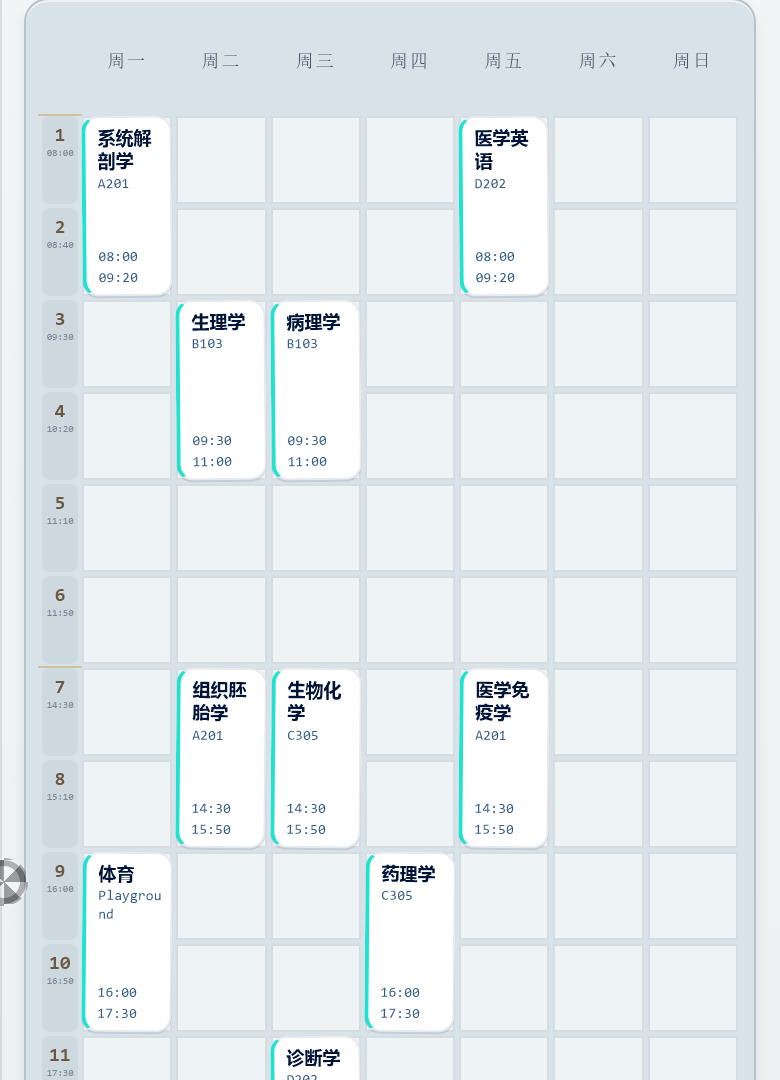 周一 周二 周三 周四 周五 周六 周日
1
08:00
系统解
剖学
A201
08:00
09:20
医学英
语
D202
08:00
09:20
2
08:40
3
09:30
生理学
B103
09:30
11:00
病理学
B103
09:30
11:00
4
10:20
5
11:10
6
11:50
7
14:30
组织胚
胎学
A201
14:30
15:50
生物化
学
C305
14:30
15:50
医学免
疫学
A201
14:30
15:50
8
15:10
9
16:00
体育
Playgrou
nd
16:00
17:30
药理学
C305
16:00
17:30
10
16:50
11
17:30
诊断学
D202